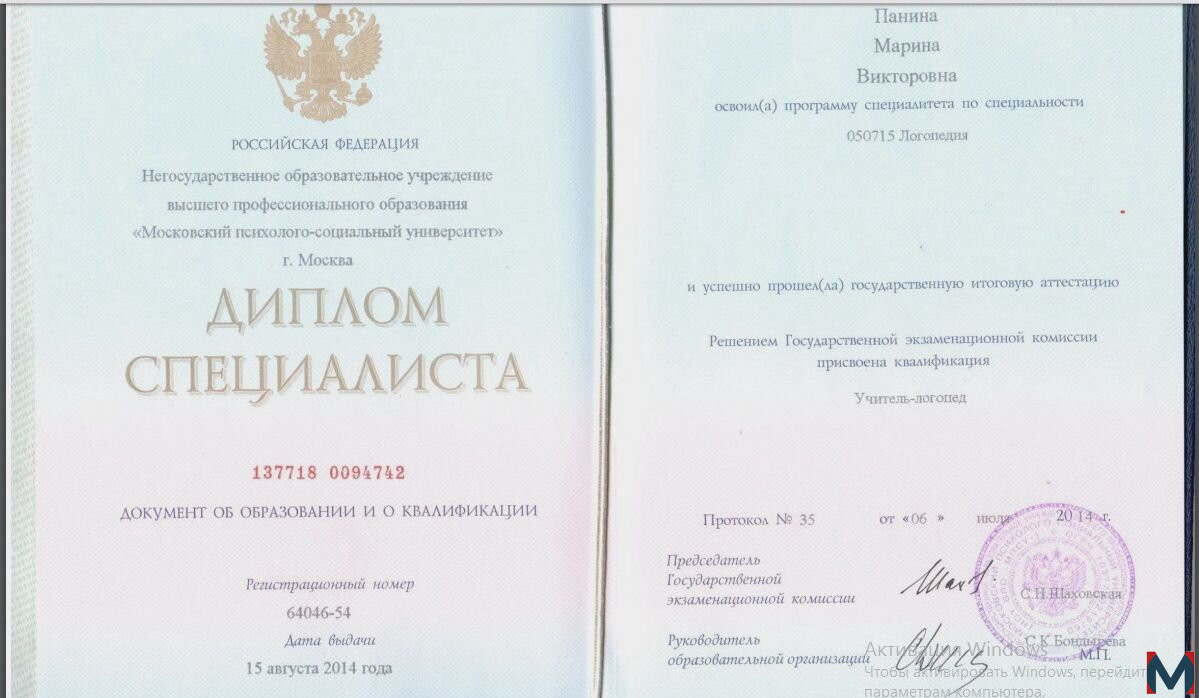 РОССИЙСКАЯ ФЕДЕРАЦИЯ
Негосударственное образовательное учреждение
высшего профессионального образования
«Московский психолого-социальный университет»
г. Москва
ДИПЛОМ
СПЕЦИАЛИСТА
137718 0094742
ДОКУМЕНТ ОБ ОБРАЗОВАНИИ И О КВАЛИФИКАЦИИ
Регистрационный номер
64046-54
Дата выдачи
15 августа 2014 года
Панина
Марина
Викторовна
освоил(а) программу специалитета по специальности
050715 Логопедия
и успешно прошел(ла) государственную итоговую аттестацию
Решением Государственной экзаменационной комиссии
присвоена квалификация
Учитель-логопед
Протокол № 35 от «06 » июля 2014 г.
Председатель
Государственной
экзаменационной комиссии
С.Н.Шаховская
Руководитель
образовательной организации
С.К.Бондырева
М.П.
Активация Windows
Чтобы активировать Windows, перейдит
параметрам компьютера.
M